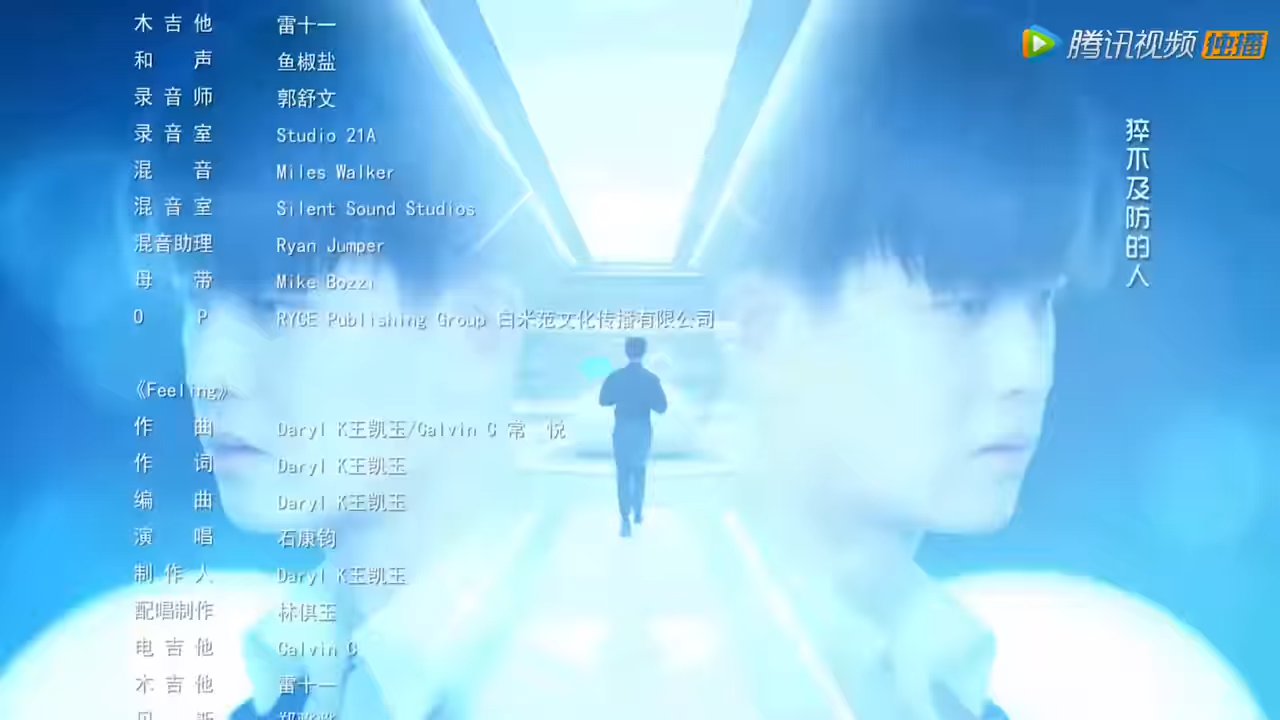 木吉他 雷十一
和声 鱼椒盐
录音师 郭舒文
录音室 Studio 21A
混音 Miles Walker
混音室 Silent Sound Studios
混音助理 Ryan Jumper
母带 Mike Bozzi
OP RYCE Publishing Group 白米范文化传播有限公司
《Feeling》
作曲 Daryl K王凯玉/Calvin C 常悦
作词 Daryl K王凯玉
编曲 Daryl K王凯玉
演唱 石康钧
制作人 Daryl K王凯玉
配唱制作 林俱玉
电吉他 Calvin C
木吉他 雷十一
腾讯视频 独播
猝不及防的人